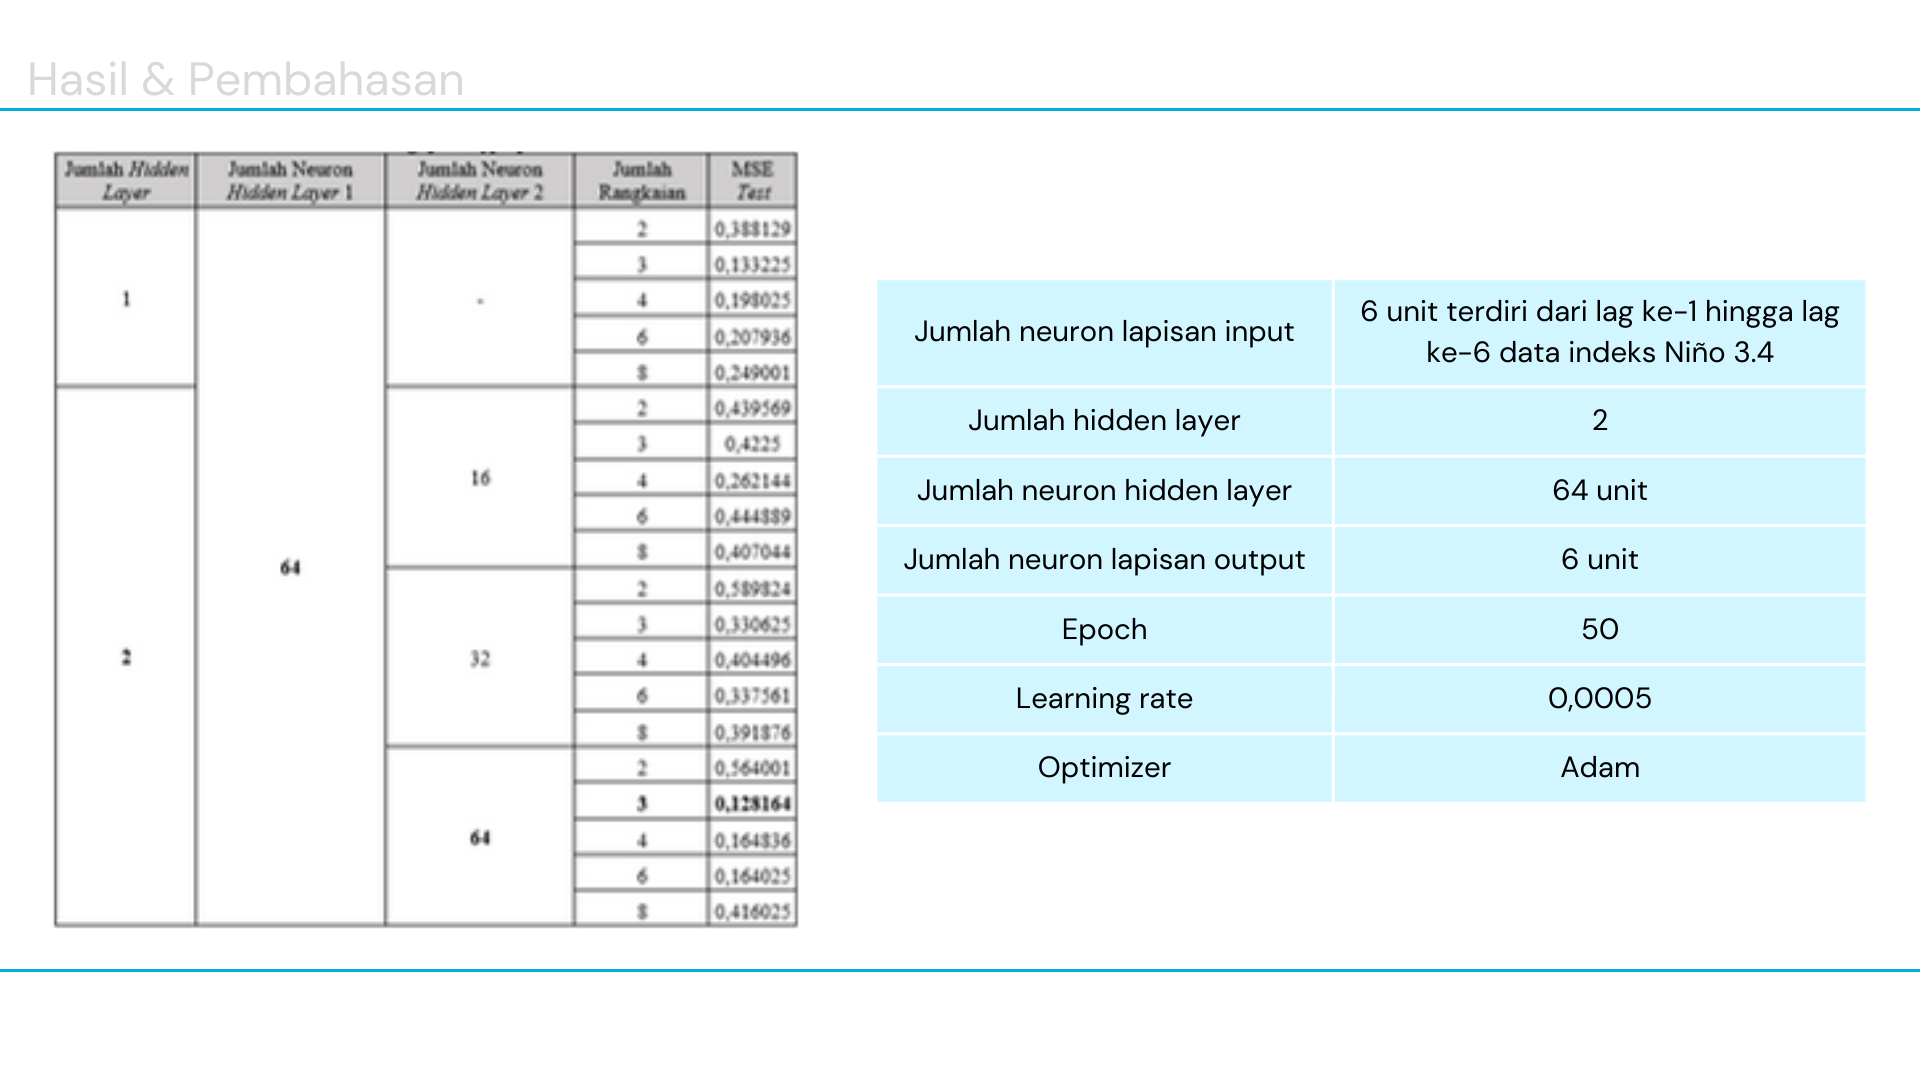 Hasil & Pembahasan
Jumlah Hidden Layer | Jumlah Neuron Hidden Layer 1 | Jumlah Neuron Hidden Layer 2 | Jumlah Rangkaian | MSE Test
1 | 64 | - | 2 | 0,388129
3 | 0,133225
4 | 0,198025
6 | 0,207936
8 | 0,249001
2 | 16 | 2 | 0,439569
3 | 0,4225
4 | 0,262144
6 | 0,444889
8 | 0,407044
32 | 2 | 0,589824
3 | 0,330625
4 | 0,404496
6 | 0,337561
8 | 0,391876
64 | 2 | 0,564001
3 | 0,128164
4 | 0,164836
6 | 0,164025
8 | 0,416025
Jumlah neuron lapisan input | 6 unit terdiri dari lag ke-1 hingga lag
ke-6 data indeks Niño 3.4
Jumlah hidden layer | 2
Jumlah neuron hidden layer | 64 unit
Jumlah neuron lapisan output | 6 unit
Epoch | 50
Learning rate | 0,0005
Optimizer | Adam